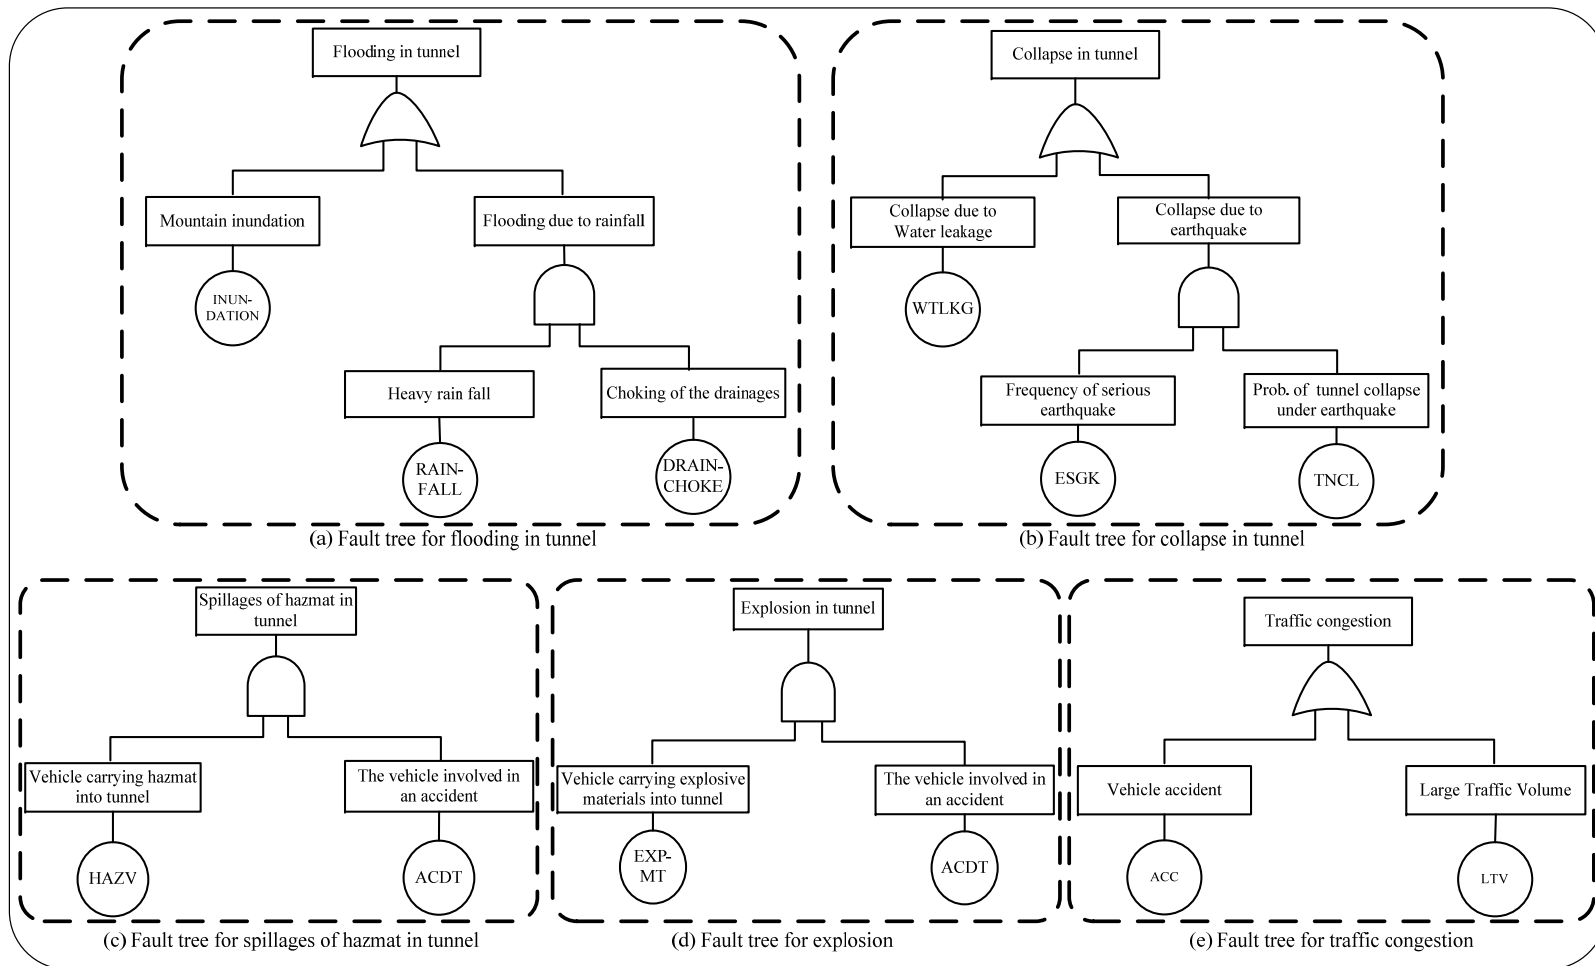 Flooding in tunnel
Mountain inundation
Flooding due to rainfall
INUN-
DATION
Heavy rain fall
Choking of the drainages
RAIN-
FALL
DRAIN-
CHOKE
(a) Fault tree for flooding in tunnel
Collapse in tunnel
Collapse due to
Water leakage
Collapse due to
earthquake
WTLKG
Frequency of serious
earthquake
Prob. of tunnel collapse
under earthquake
ESGK
TNCL
(b) Fault tree for collapse in tunnel
Spillages of hazmat in
tunnel
Vehicle carrying hazmat
into tunnel
The vehicle involved in
an accident
HAZV
ACDT
(c) Fault tree for spillages of hazmat in tunnel
Explosion in tunnel
Vehicle carrying explosive
materials into tunnel
The vehicle involved in
an accident
EXP-
MT
ACDT
(d) Fault tree for explosion
Traffic congestion
Vehicle accident
Large Traffic Volume
ACC
LTV
(e) Fault tree for traffic congestion